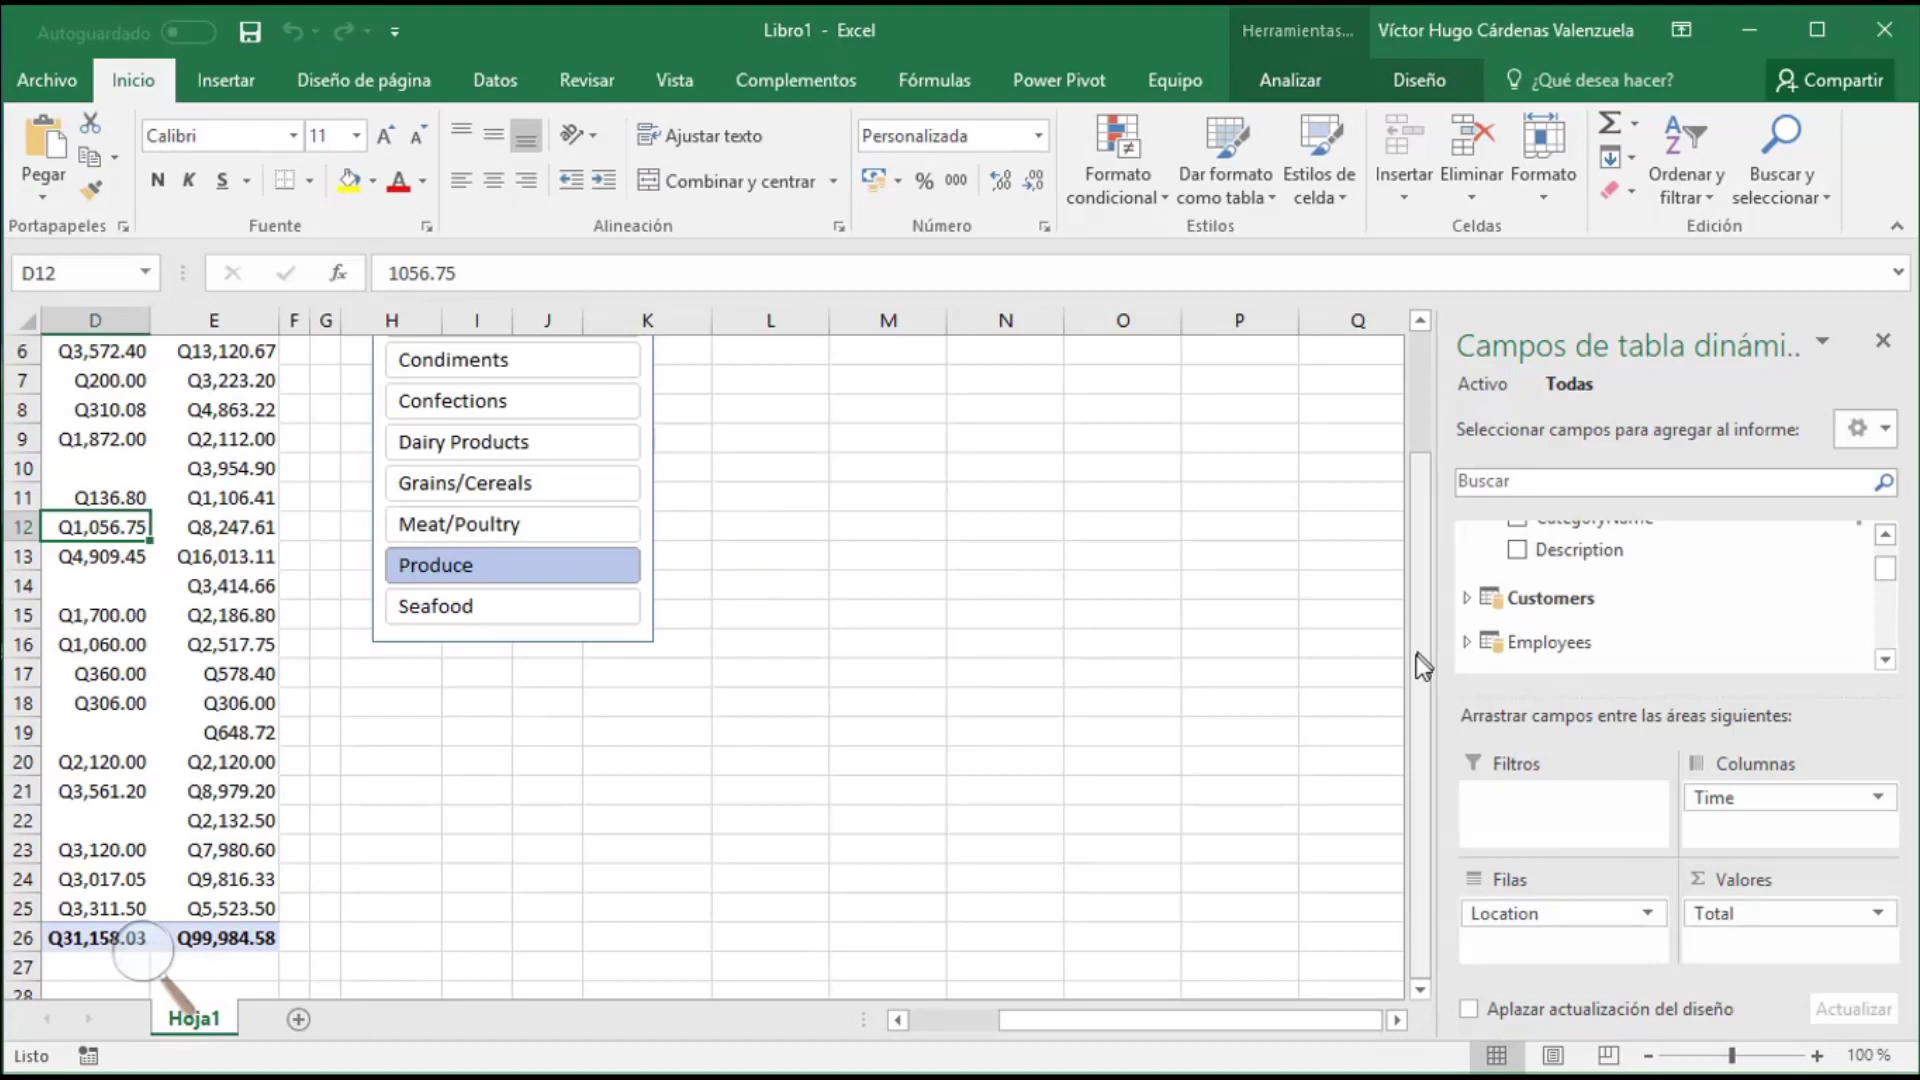 Autoguardado
Libro1 - Excel
Herramientas...
Víctor Hugo Cárdenas Valenzuela
Archivo Inicio Insertar Diseño de página Datos Revisar Vista Complementos Fórmulas Power Pivot Equipo Analizar Diseño ¿Qué desea hacer? Compartir
Pegar
Portapapeles
Calibri 11
N K S
Fuente
Ajustar texto
Combinar y centrar
Alineación
Personalizada
% 000
Número
Formato condicional
Dar formato como tabla
Estilos de celda
Estilos
Insertar Eliminar Formato
Celdas
Ordenar y filtrar
Buscar y seleccionar
Edición
D12 fx 1056.75
D E F G H I J K L M N O P Q
6 Q3,572.40 Q13,120.67
7 Q200.00 Q3,223.20
8 Q310.08 Q4,863.22
9 Q1,872.00 Q2,112.00
10 Q3,954.90
11 Q136.80 Q1,106.41
12 Q1,056.75 Q8,247.61
13 Q4,909.45 Q16,013.11
14 Q3,414.66
15 Q1,700.00 Q2,186.80
16 Q1,060.00 Q2,517.75
17 Q360.00 Q578.40
18 Q306.00 Q306.00
19 Q648.72
20 Q2,120.00 Q2,120.00
21 Q3,561.20 Q8,979.20
22 Q2,132.50
23 Q3,120.00 Q7,980.60
24 Q3,017.05 Q9,816.33
25 Q3,311.50 Q5,523.50
26 Q31,158.03 Q99,984.58
27
28
Condiments
Confections
Dairy Products
Grains/Cereals
Meat/Poultry
Produce
Seafood
Campos de tabla dinámi..
Activo Todas
Seleccionar campos para agregar al informe:
Buscar
CategoryName
Description
Customers
Employees
Arrastrar campos entre las áreas siguientes:
Filtros
Columnas
Time
Filas
Location
Valores
Total
Aplazar actualización del diseño
Actualizar
Hoja1
Listo
100 %